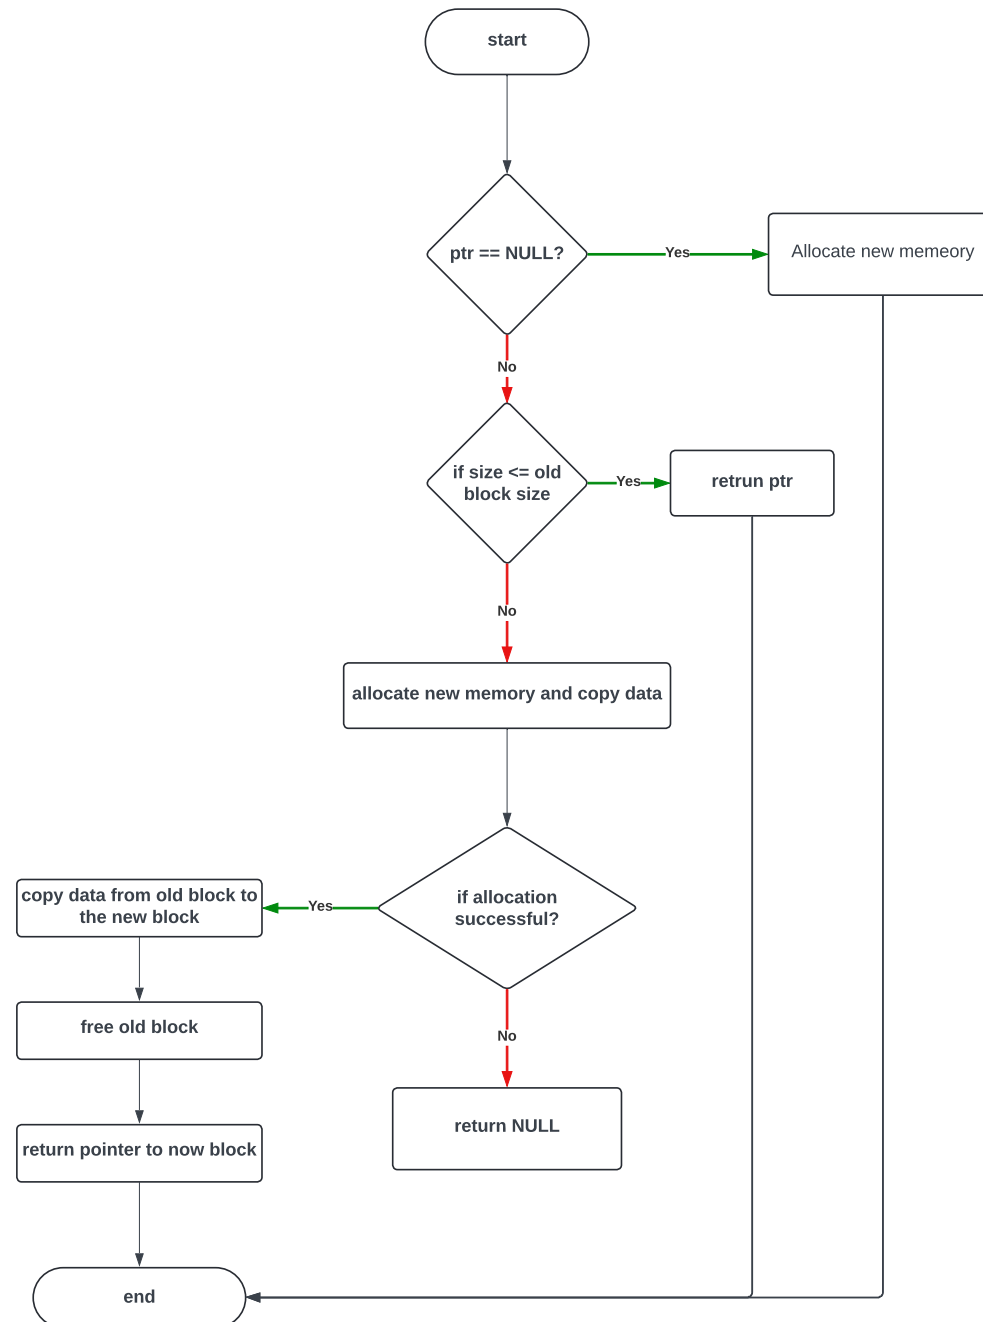 start
ptr == NULL?
Yes
Allocate new memeory
No
if size <= old
block size
Yes
retrun ptr
No
allocate new memory and copy data
if allocation
successful?
Yes
copy data from old block to
the new block
No
free old block
return NULL
return pointer to now block
end